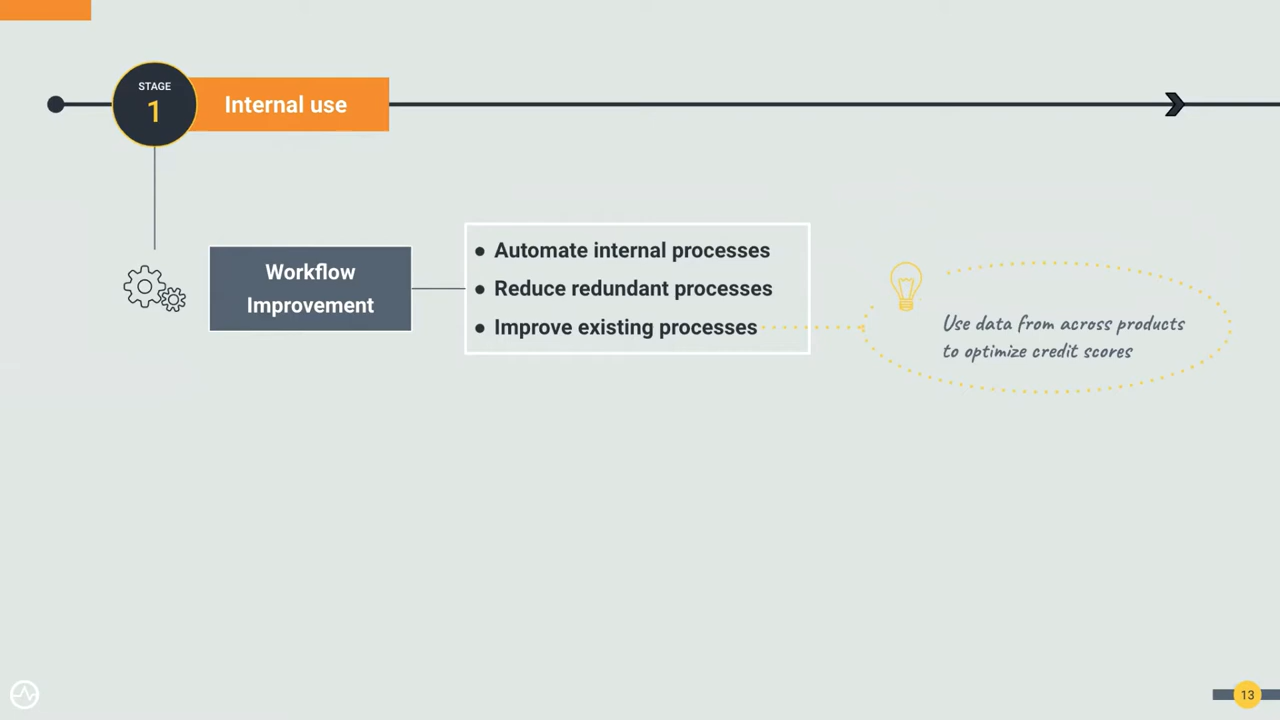 STAGE
1
Internal use
Workflow
Improvement
● Automate internal processes
● Reduce redundant processes
● Improve existing processes
Use data from across products
to optimize credit scores
13